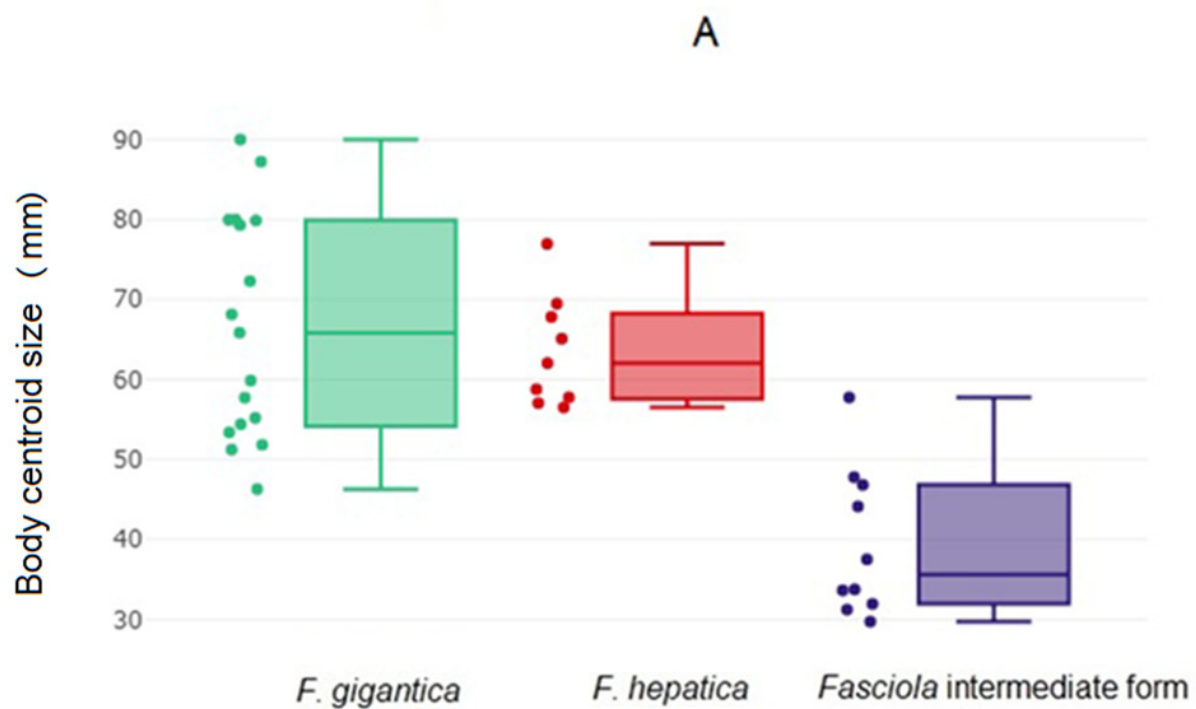 A
Body centroid size （mm)
90
80
70
60
50
40
30
F. gigantica
F. hepatica
Fasciola intermediate form